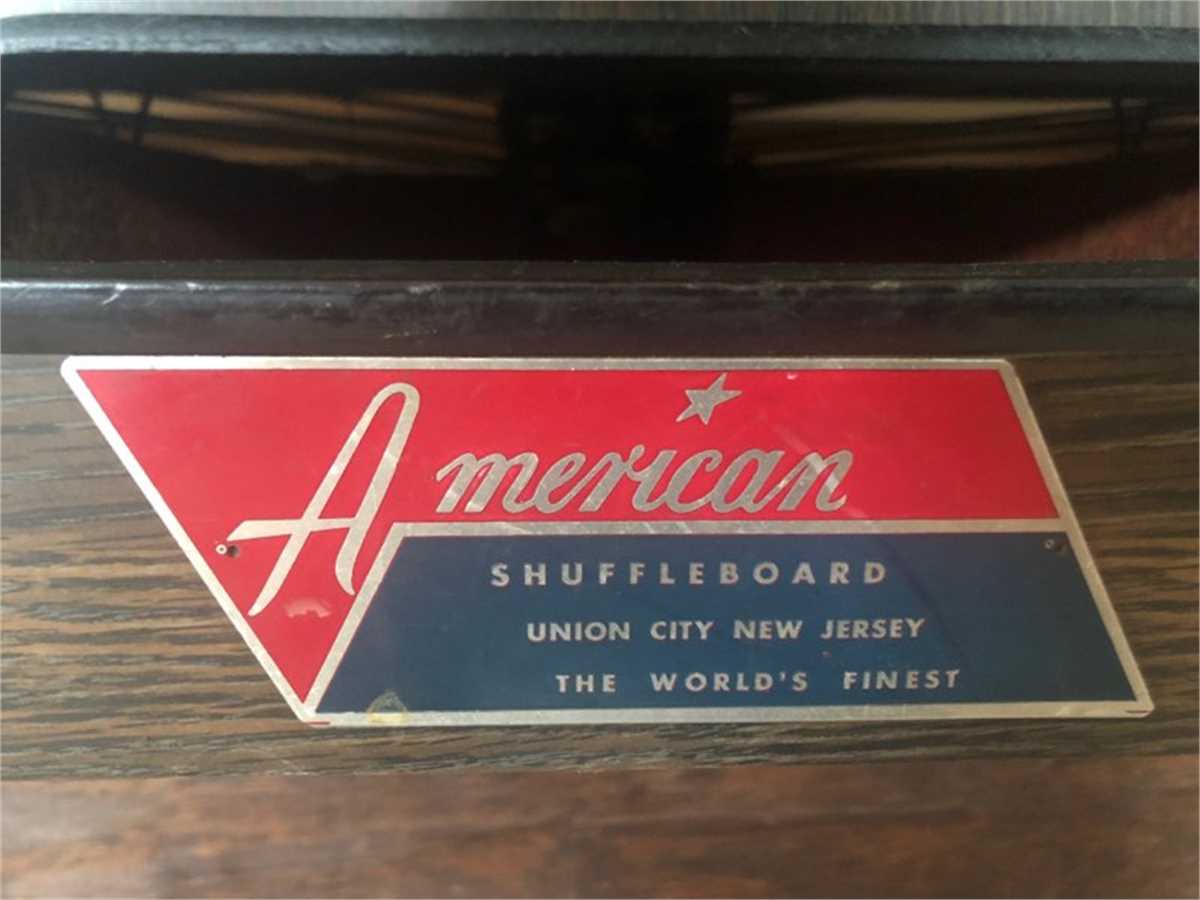 American
SHUFFLEBOARD
UNION CITY NEW JERSEY
THE WORLD'S FINEST